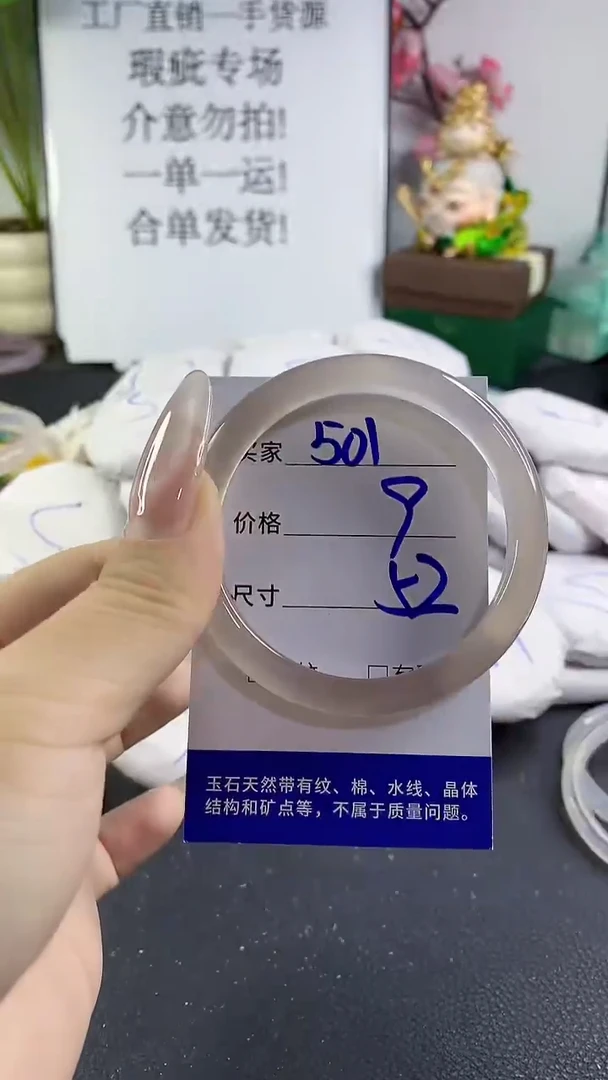 工厂直销一手货源
瑕疵专场
介意勿拍!
一单一运!
合单发货!
买家 501
价格 9
尺寸 52
玉石天然带有纹、棉、水线、晶体
结构和矿点等，不属于质量问题。